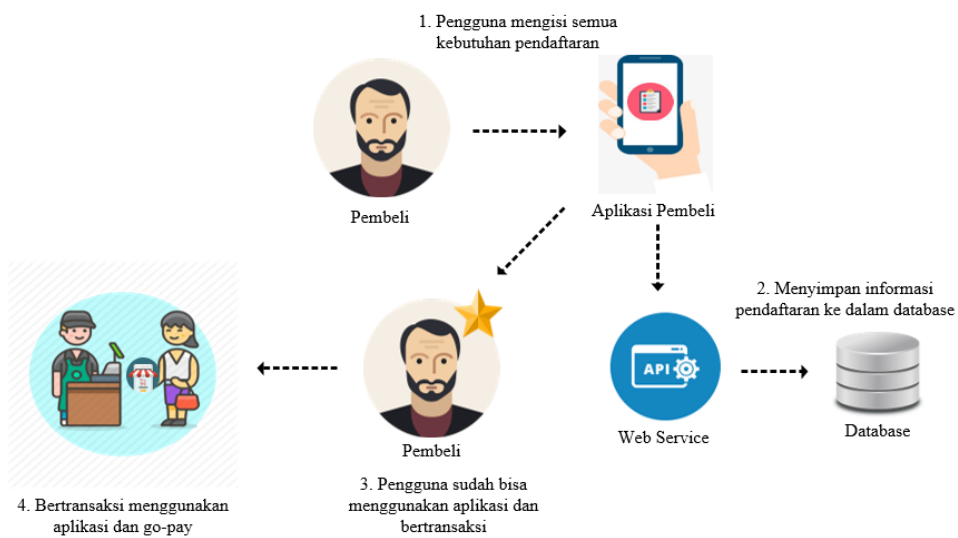 1. Pengguna mengisi semua
kebutuhan pendaftaran
Pembeli
Aplikasi Pembeli
2. Menyimpan informasi
pendaftaran ke dalam database
API
Web Service
Database
Pembeli
3. Pengguna sudah bisa
menggunakan aplikasi dan
bertransaksi
4. Bertransaksi menggunakan
aplikasi dan go-pay